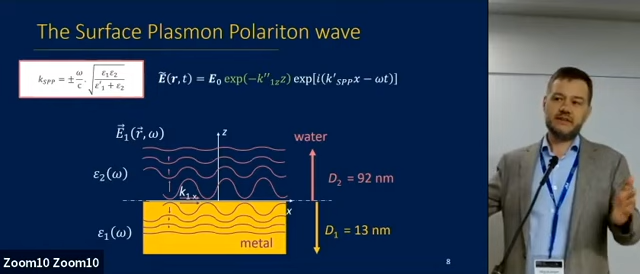 The Surface Plasmon Polariton wave
k_SPP = ± ω/c · √(ε₁ε₂ / (ε'₁ + ε₂))
E⃗(r, t) = E₀ exp(−k''₁z z) exp[i(k'_SPP x − ωt)]
E⃗₁(r⃗, ω)
z
water
ε₂(ω)
D₂ = 92 nm
k₁ₓ
x
ε₁(ω)
D₁ = 13 nm
metal
Zoom10 Zoom10
8